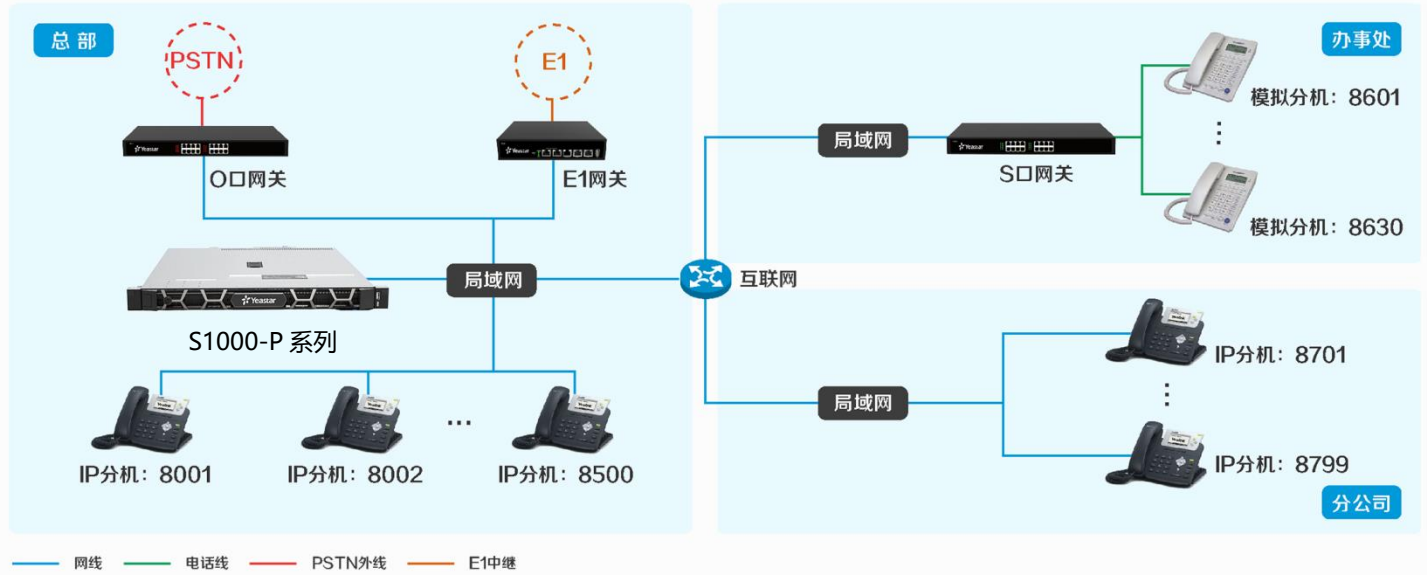 总部
PSTN
E1
Yeastar
O口网关
Yeastar
E1网关
Yeastar
S1000-P 系列
局域网
IP分机：8001
IP分机：8002
...
IP分机：8500
互联网
办事处
局域网
Yeastar
S口网关
模拟分机：8601
⋮
模拟分机：8630
局域网
IP分机：8701
⋮
IP分机：8799
分公司
网线
电话线
PSTN外线
E1中继